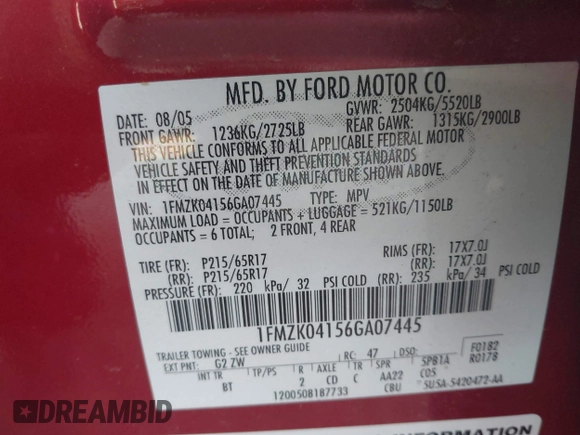 MFD. BY FORD MOTOR CO.
DATE: 08/05 GVWR: 2504KG/5520LB
FRONT GAWR: 1236KG/2725LB REAR GAWR: 1315KG/2900LB
THIS VEHICLE CONFORMS TO ALL APPLICABLE FEDERAL MOTOR
VEHICLE SAFETY AND THEFT PREVENTION STANDARDS
IN EFFECT ON THE DATE OF MANUFACTURE SHOWN ABOVE.
VIN: 1FMZK04156GA07445 TYPE: MPV
MAXIMUM LOAD = OCCUPANTS + LUGGAGE = 521KG/1150LB
OCCUPANTS = 6 TOTAL: 2 FRONT, 4 REAR
TIRE (FR): P215/65R17 RIMS (FR): 17X7.0J
(RR): P215/65R17 (RR): 17X7.0J
PRESSURE (FR): 220 kPa/ 32 PSI COLD (RR): 235 kPa/ 34 PSI COLD
1FMZK04156GA07445
TRAILER TOWING - SEE OWNER GUIDE
EXT PNT: G2 ZW RC: 47 DSO: F0182
R0178
INT TR TP/PS R AXLE TR SPR SPB1A
BT 2 CD C AA22 COS
12005081B7733 CBU 5U5A-5420472-AA
INFORMATION
DREAMBID